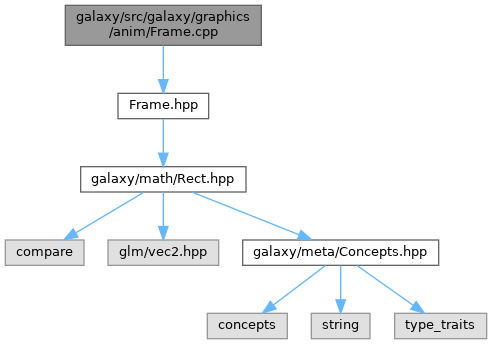 galaxy/src/galaxy/graphics
/anim/Frame.cpp
Frame.hpp
galaxy/math/Rect.hpp
compare
glm/vec2.hpp
galaxy/meta/Concepts.hpp
concepts
string
type_traits